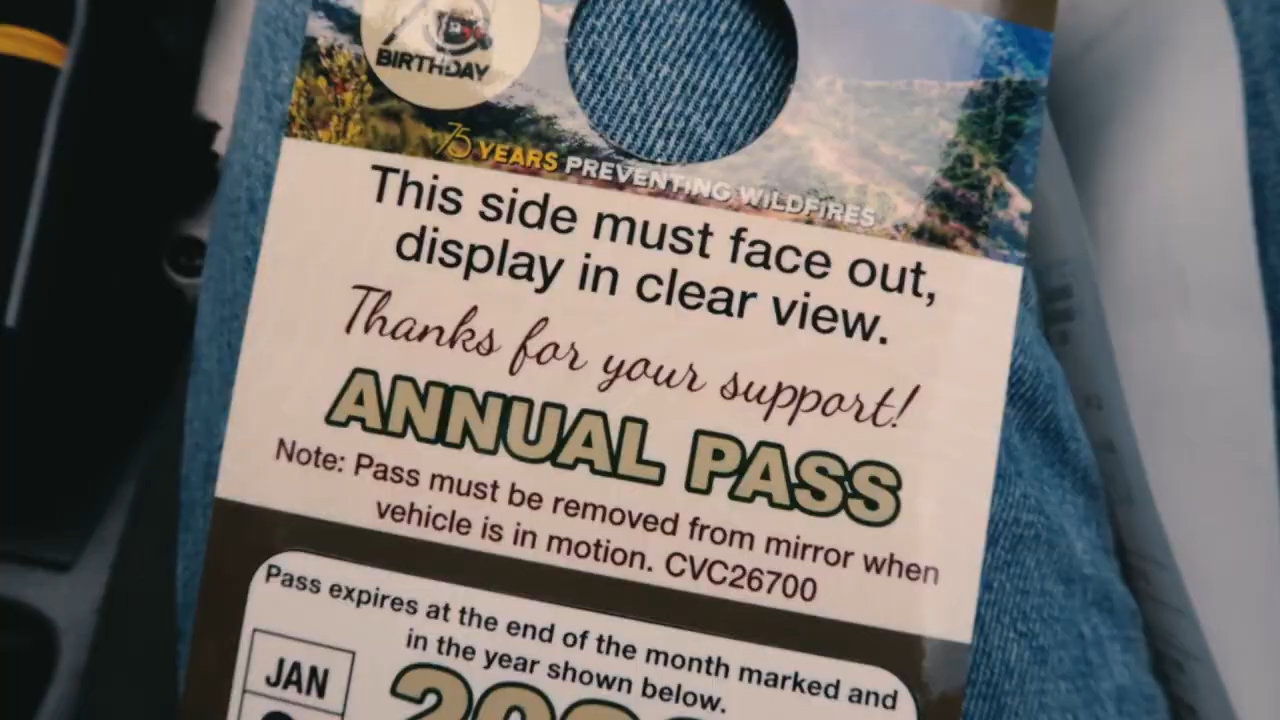 BIRTHDAY
75 YEARS PREVENTING WILDFIRES
This side must face out,
display in clear view.
Thanks for your support!
ANNUAL PASS
Note: Pass must be removed from mirror when
vehicle is in motion. CVC26700
Pass expires at the end of the month marked and
in the year shown below.
JAN